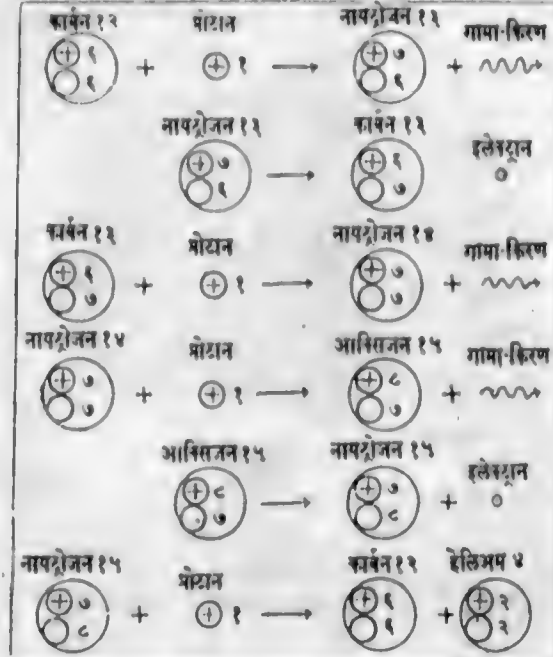 कार्बन १२ प्रोटान नायट्रोजन १३ गामा-किरण
+ ६ + + १ + ७ +
६ ६
नायट्रोजन १३ कार्बन १३ इलेक्ट्रान
+ ७ + ६
६ ७
कार्बन १३ प्रोटान नायट्रोजन १४ गामा-किरण
+ ६ + + १ + ७ +
७ ७
नायट्रोजन १४ प्रोटान आक्सिजन १५ गामा-किरण
+ ७ + + १ + ८ +
७ ७
आक्सिजन १५ नायट्रोजन १५ इलेक्ट्रान
+ ८ + ७ +
७ ८
नायट्रोजन १५ प्रोटान कार्बन १२ हेलिअम ४
+ ७ + + १ + ६ + + २
८ ६ २